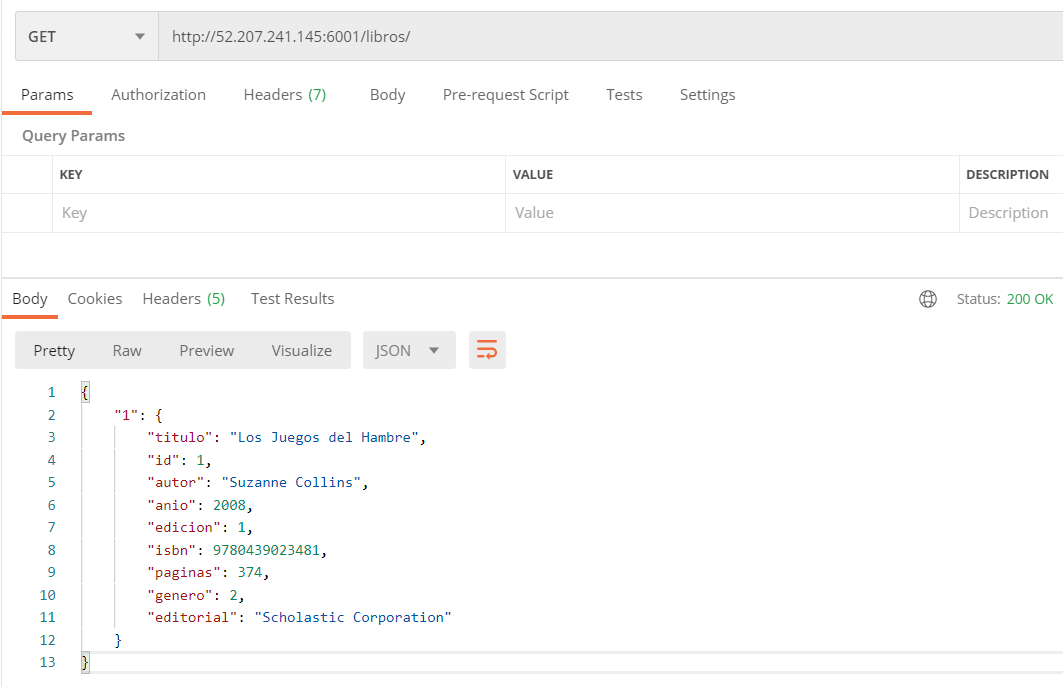 GET http://52.207.241.145:6001/libros/
Params Authorization Headers (7) Body Pre-request Script Tests Settings
Query Params
KEY VALUE DESCRIPTION
Key Value Description
Body Cookies Headers (5) Test Results Status: 200 OK
Pretty Raw Preview Visualize JSON
1 {
2 "1": {
3 "titulo": "Los Juegos del Hambre",
4 "id": 1,
5 "autor": "Suzanne Collins",
6 "anio": 2008,
7 "edicion": 1,
8 "isbn": 9780439023481,
9 "paginas": 374,
10 "genero": 2,
11 "editorial": "Scholastic Corporation"
12 }
13 }